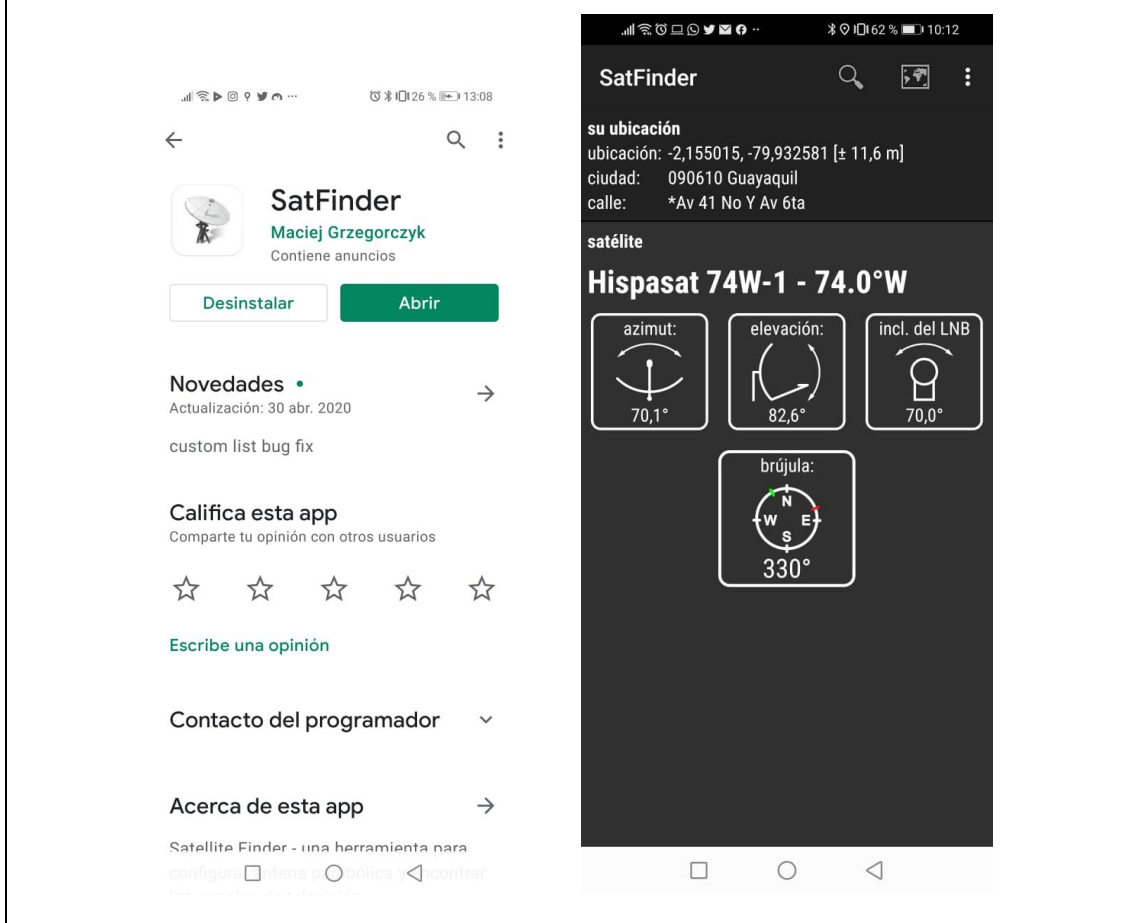 26 % 13:08
SatFinder
Maciej Grzegorczyk
Contiene anuncios
Desinstalar
Abrir
Novedades •
Actualización: 30 abr. 2020
custom list bug fix
Califica esta app
Comparte tu opinión con otros usuarios
Escribe una opinión
Contacto del programador
Acerca de esta app
Satellite Finder - una herramienta para
62 % 10:12
SatFinder
su ubicación
ubicación: -2,155015, -79,932581 [± 11,6 m]
ciudad: 090610 Guayaquil
calle: *Av 41 No Y Av 6ta
satélite
Hispasat 74W-1 - 74.0°W
azimut:
70,1°
elevación:
82,6°
incl. del LNB
70,0°
brújula:
N
W E
S
330°